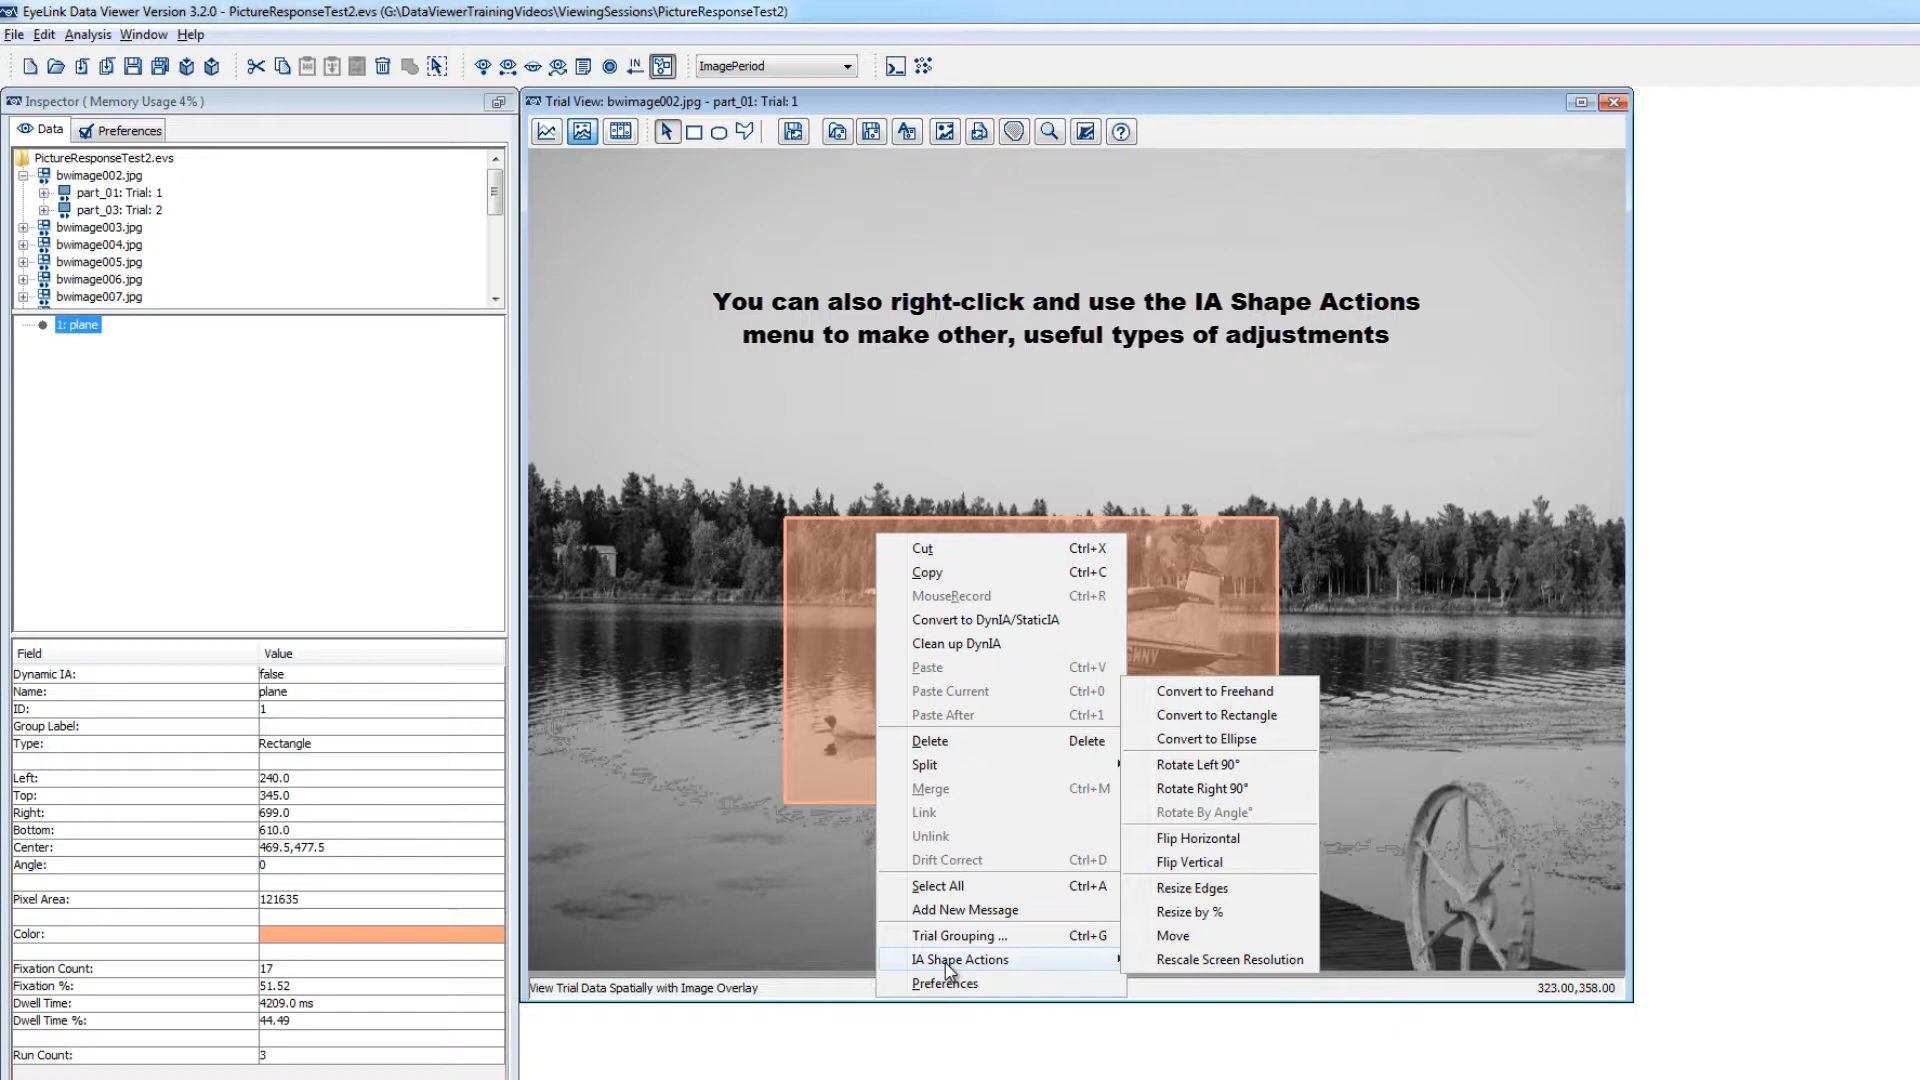 EyeLink Data Viewer Version 3.2.0 - PictureResponseTest2.evs (G:\DataViewerTrainingVideos\ViewingSessions\PictureResponseTest2)
File Edit Analysis Window Help
IN ImagePeriod
Inspector ( Memory Usage 4% )
Data Preferences
PictureResponseTest2.evs
bwimage002.jpg
part_01: Trial: 1
part_03: Trial: 2
bwimage003.jpg
bwimage004.jpg
bwimage005.jpg
bwimage006.jpg
bwimage007.jpg
1: plane
Field Value
Dynamic IA: false
Name: plane
ID: 1
Group Label:
Type: Rectangle
Left: 240.0
Top: 345.0
Right: 699.0
Bottom: 610.0
Center: 469.5,477.5
Angle: 0
Pixel Area: 121635
Color:
Fixation Count: 17
Fixation %: 51.52
Dwell Time: 4209.0 ms
Dwell Time %: 44.49
Run Count: 3
Trial View: bwimage002.jpg - part_01: Trial: 1
You can also right-click and use the IA Shape Actions
menu to make other, useful types of adjustments
Cut Ctrl+X
Copy Ctrl+C
MouseRecord Ctrl+R
Convert to DynIA/StaticIA
Clean up DynIA
Paste Ctrl+V
Paste Current Ctrl+0
Paste After Ctrl+1
Delete Delete
Split
Merge Ctrl+M
Link
Unlink
Drift Correct Ctrl+D
Select All Ctrl+A
Add New Message
Trial Grouping ... Ctrl+G
IA Shape Actions
Preferences
Convert to Freehand
Convert to Rectangle
Convert to Ellipse
Rotate Left 90°
Rotate Right 90°
Rotate By Angle°
Flip Horizontal
Flip Vertical
Resize Edges
Resize by %
Move
Rescale Screen Resolution
View Trial Data Spatially with Image Overlay 323.00,358.00